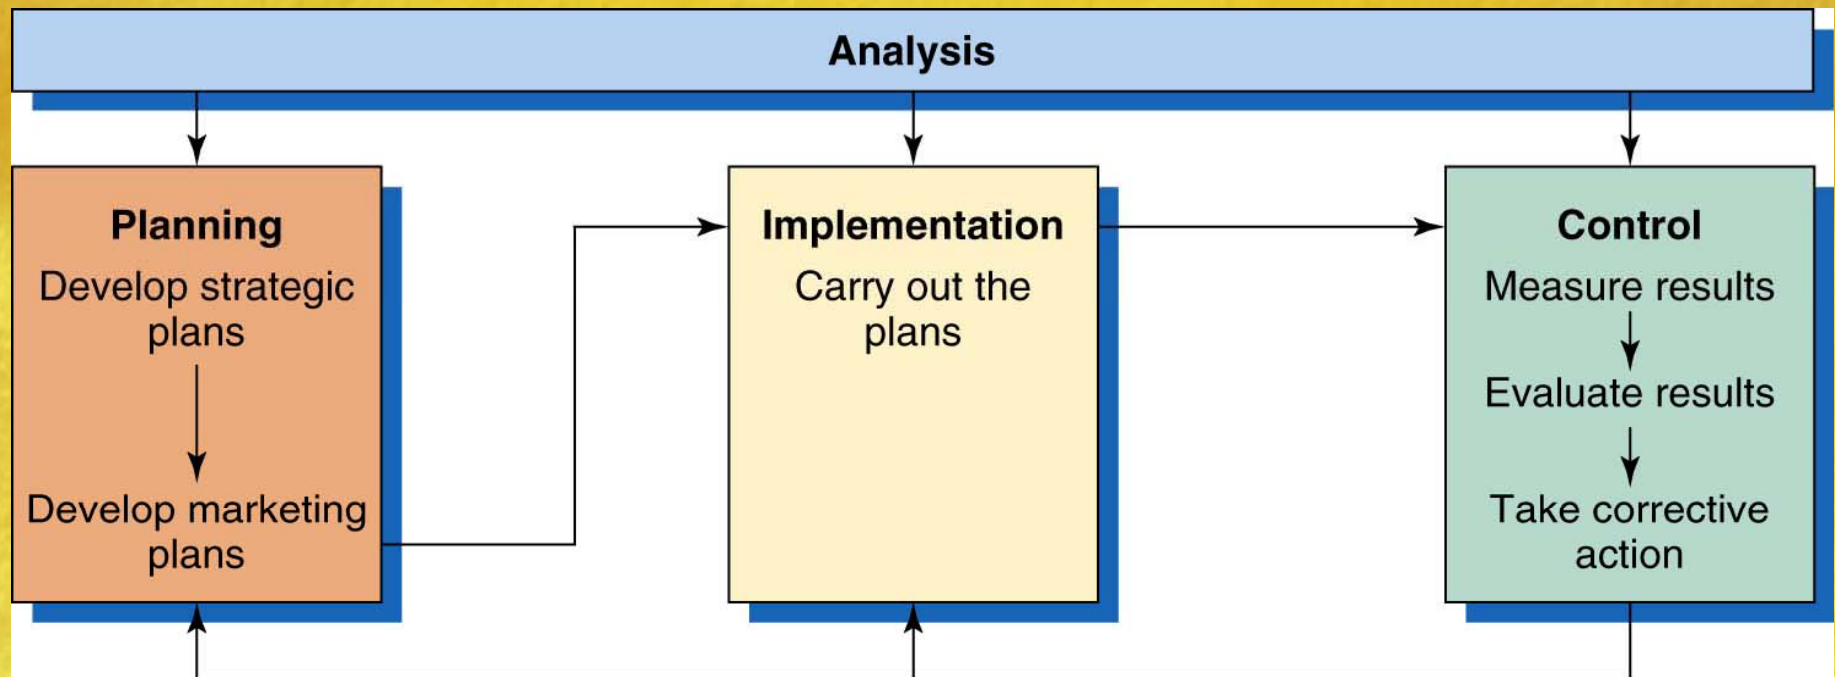 Analysis
Planning
Develop strategic
plans
Develop marketing
plans
Implementation
Carry out the
plans
Control
Measure results
Evaluate results
Take corrective
action